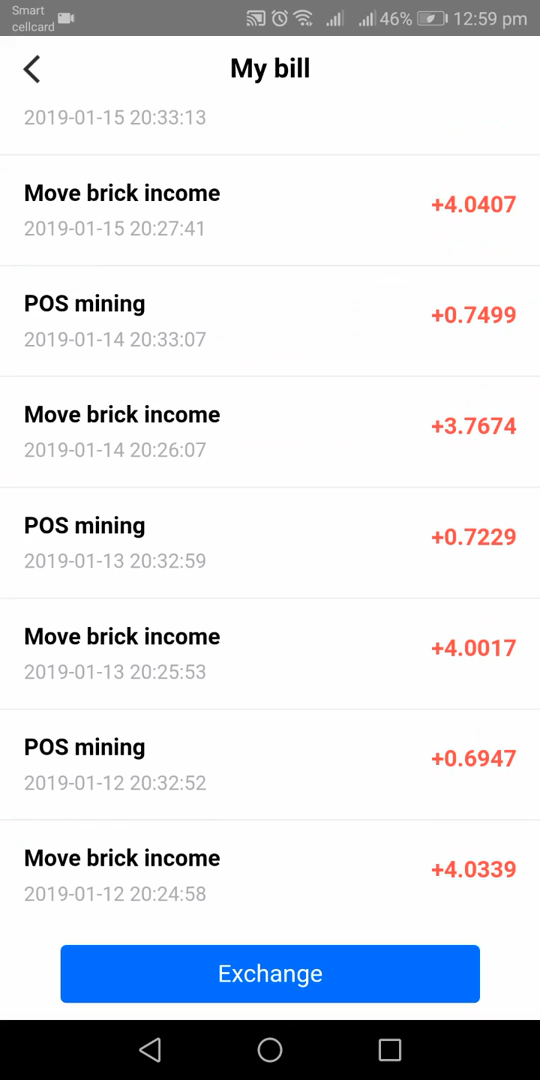 Smart
cellcard
46% 12:59 pm
My bill
2019-01-15 20:33:13
Move brick income
+4.0407
2019-01-15 20:27:41
POS mining
+0.7499
2019-01-14 20:33:07
Move brick income
+3.7674
2019-01-14 20:26:07
POS mining
+0.7229
2019-01-13 20:32:59
Move brick income
+4.0017
2019-01-13 20:25:53
POS mining
+0.6947
2019-01-12 20:32:52
Move brick income
+4.0339
2019-01-12 20:24:58
Exchange